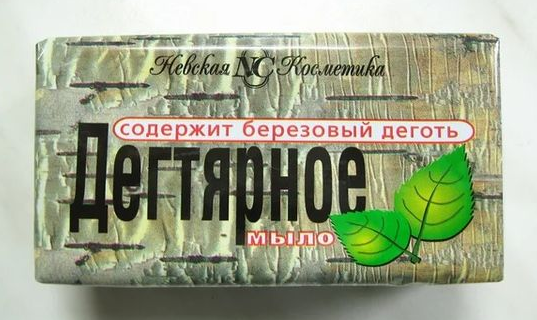 Невская NC Косметика
содержит березовый деготь
Дегтярное
мыло